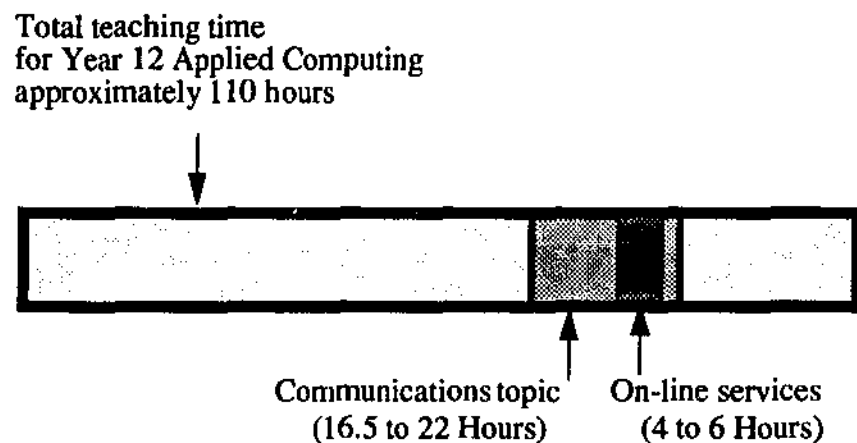 Total teaching time
for Year 12 Applied Computing
approximately 110 hours
Communications topic
(16.5 to 22 Hours)
On-line services
(4 to 6 Hours)